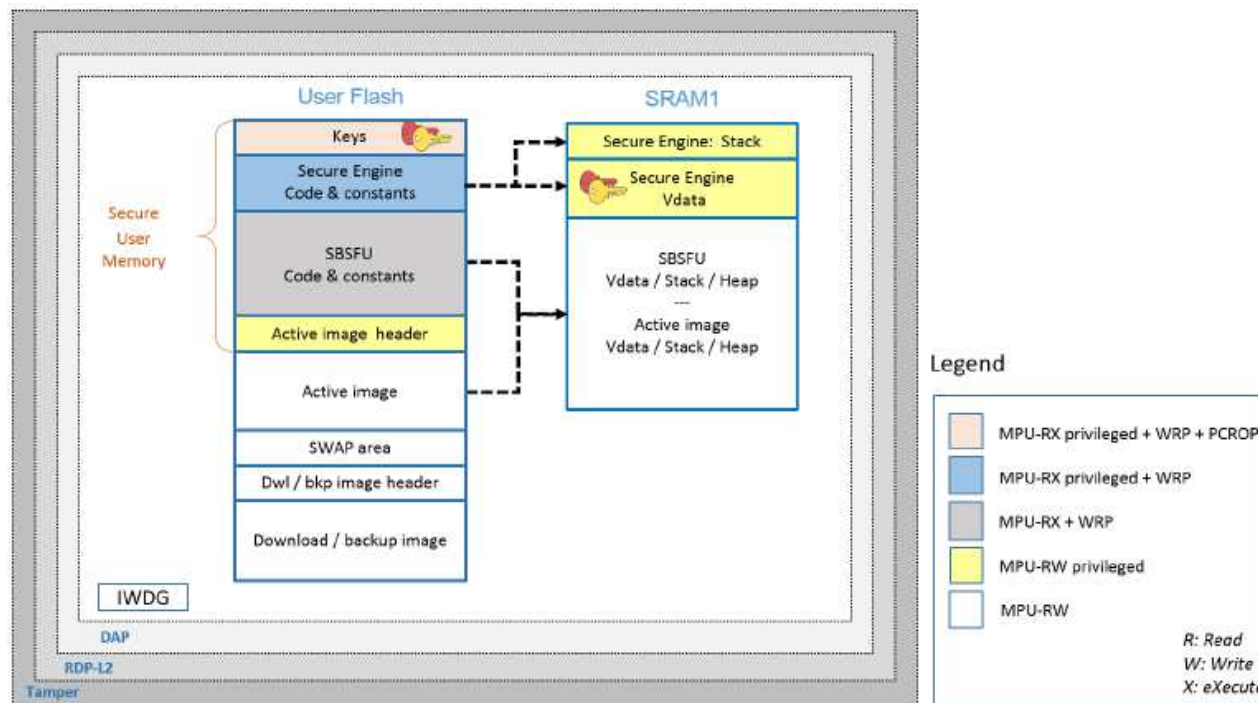 User Flash
SRAM1
Keys
Secure Engine
Code & constants
SBSFU
Code & constants
Active image header
Active image
SWAP area
Dwl / bkp image header
Download / backup image
Secure
User
Memory
Secure Engine: Stack
Secure Engine
Vdata
SBSFU
Vdata / Stack / Heap
---
Active image
Vdata / Stack / Heap
IWDG
DAP
RDP-L2
Tamper
Legend
MPU-RX privileged + WRP + PCROP
MPU-RX privileged + WRP
MPU-RX + WRP
MPU-RW privileged
MPU-RW
R: Read
W: Write
X: eXecut